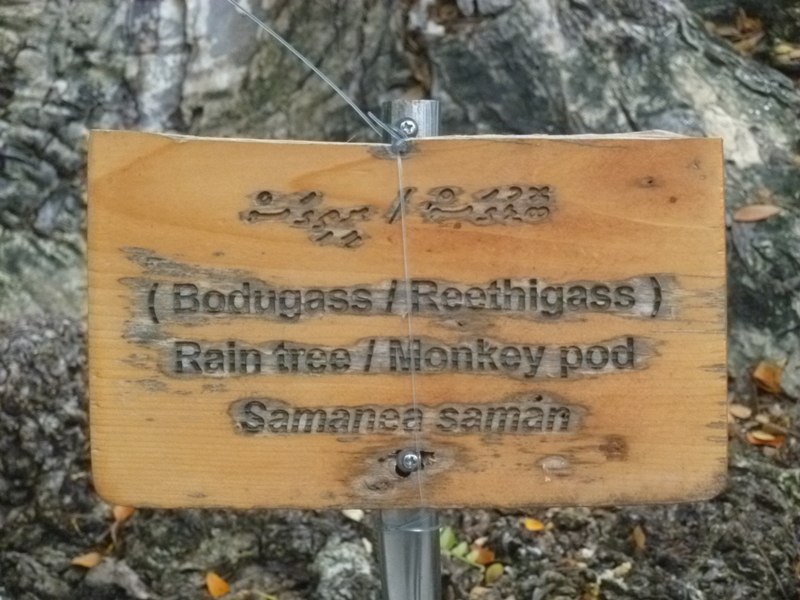 ބޮޑުގަސް / ރީތިގަސް
( Bodugass / Reethigass )
Rain tree / Monkey pod
Samanea saman